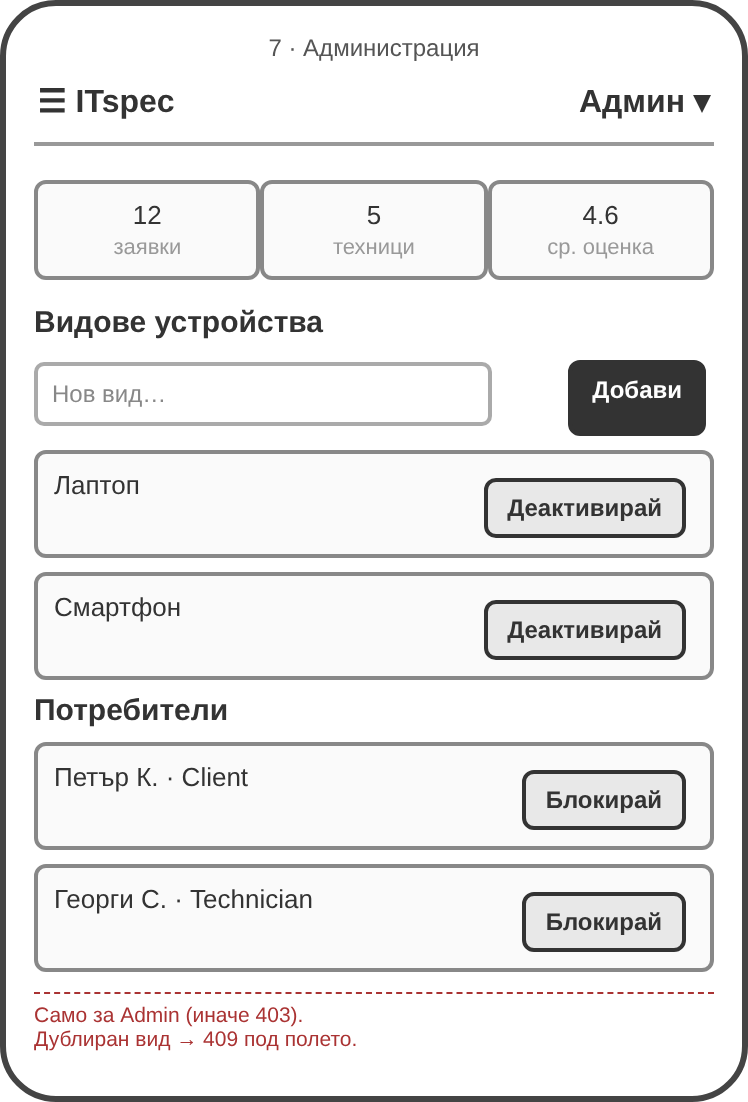 7 · Администрация
☰ ITspec Админ ▾
12 5 4.6
заявки техници ср. оценка
Видове устройства
Нов вид… Добави
Лаптоп Деактивирай
Смартфон Деактивирай
Потребители
Петър К. · Client Блокирай
Георги С. · Technician Блокирай
Само за Admin (иначе 403).
Дублиран вид → 409 под полето.